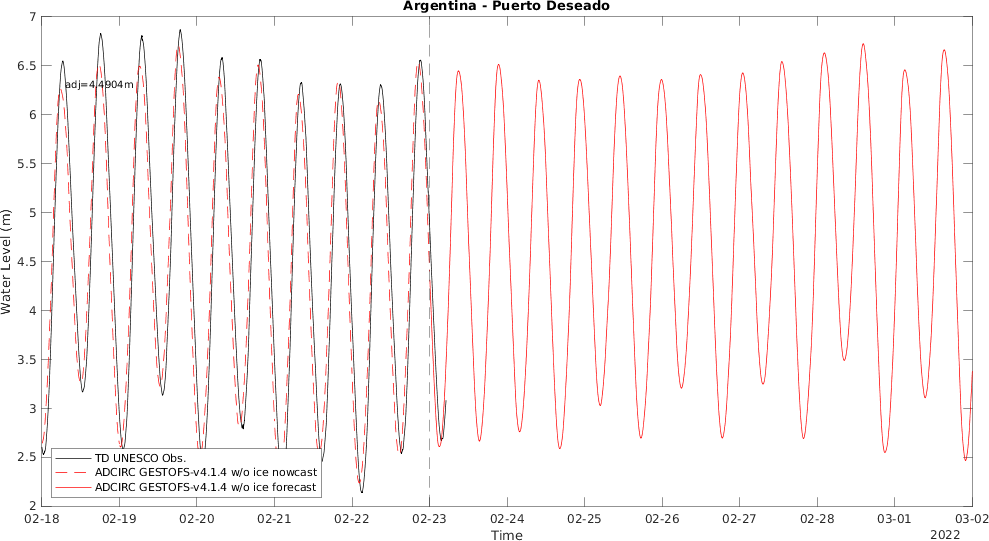 Argentina - Puerto Deseado
7
6.5
adj=4.4904m
6
5.5
5
4.5
4
3.5
3
2.5
2
Water Level (m)
TD UNESCO Obs.
ADCIRC GESTOFS-v4.1.4 w/o ice nowcast
ADCIRC GESTOFS-v4.1.4 w/o ice forecast
02-18 02-19 02-20 02-21 02-22 02-23 02-24 02-25 02-26 02-27 02-28 03-01 03-02
Time
2022